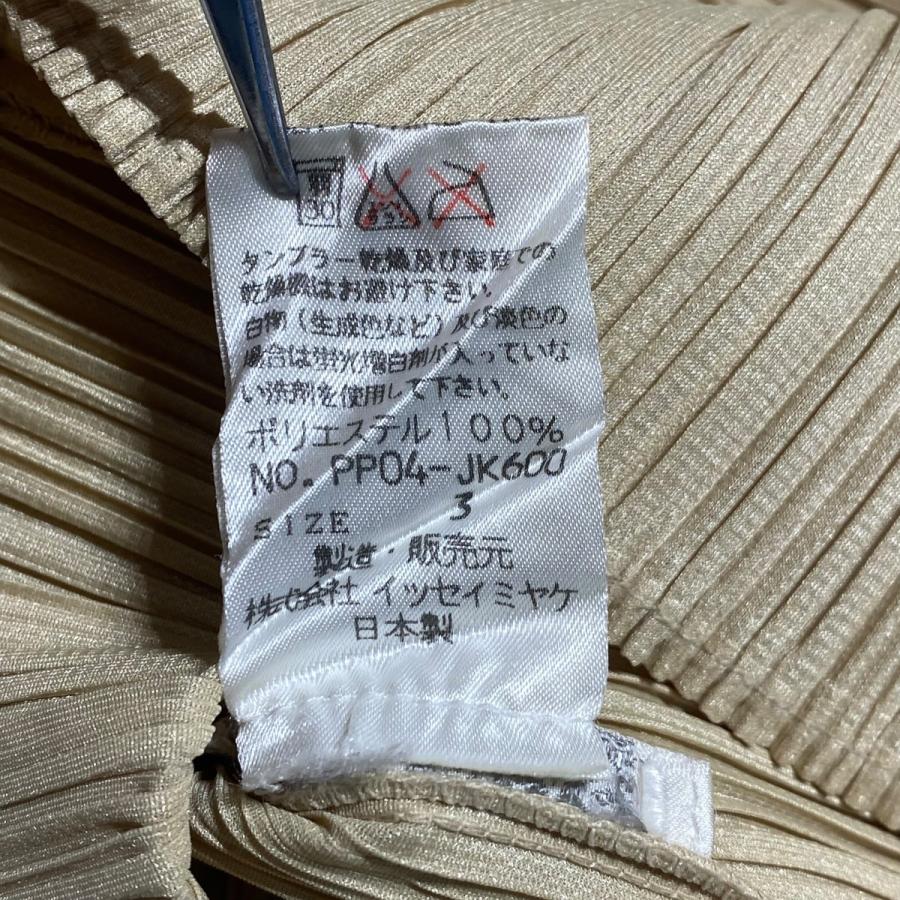 30
タンブラー乾燥及び家庭での
乾燥機はお避け下さい。
白物（生成色など）及び淡色の
場合は蛍光増白剤が入っていな
い洗剤を使用して下さい。
ポリエステル100%
NO. PP04-JK600
SIZE 3
製造・販売元
株式会社 イッセイミヤケ
日本製